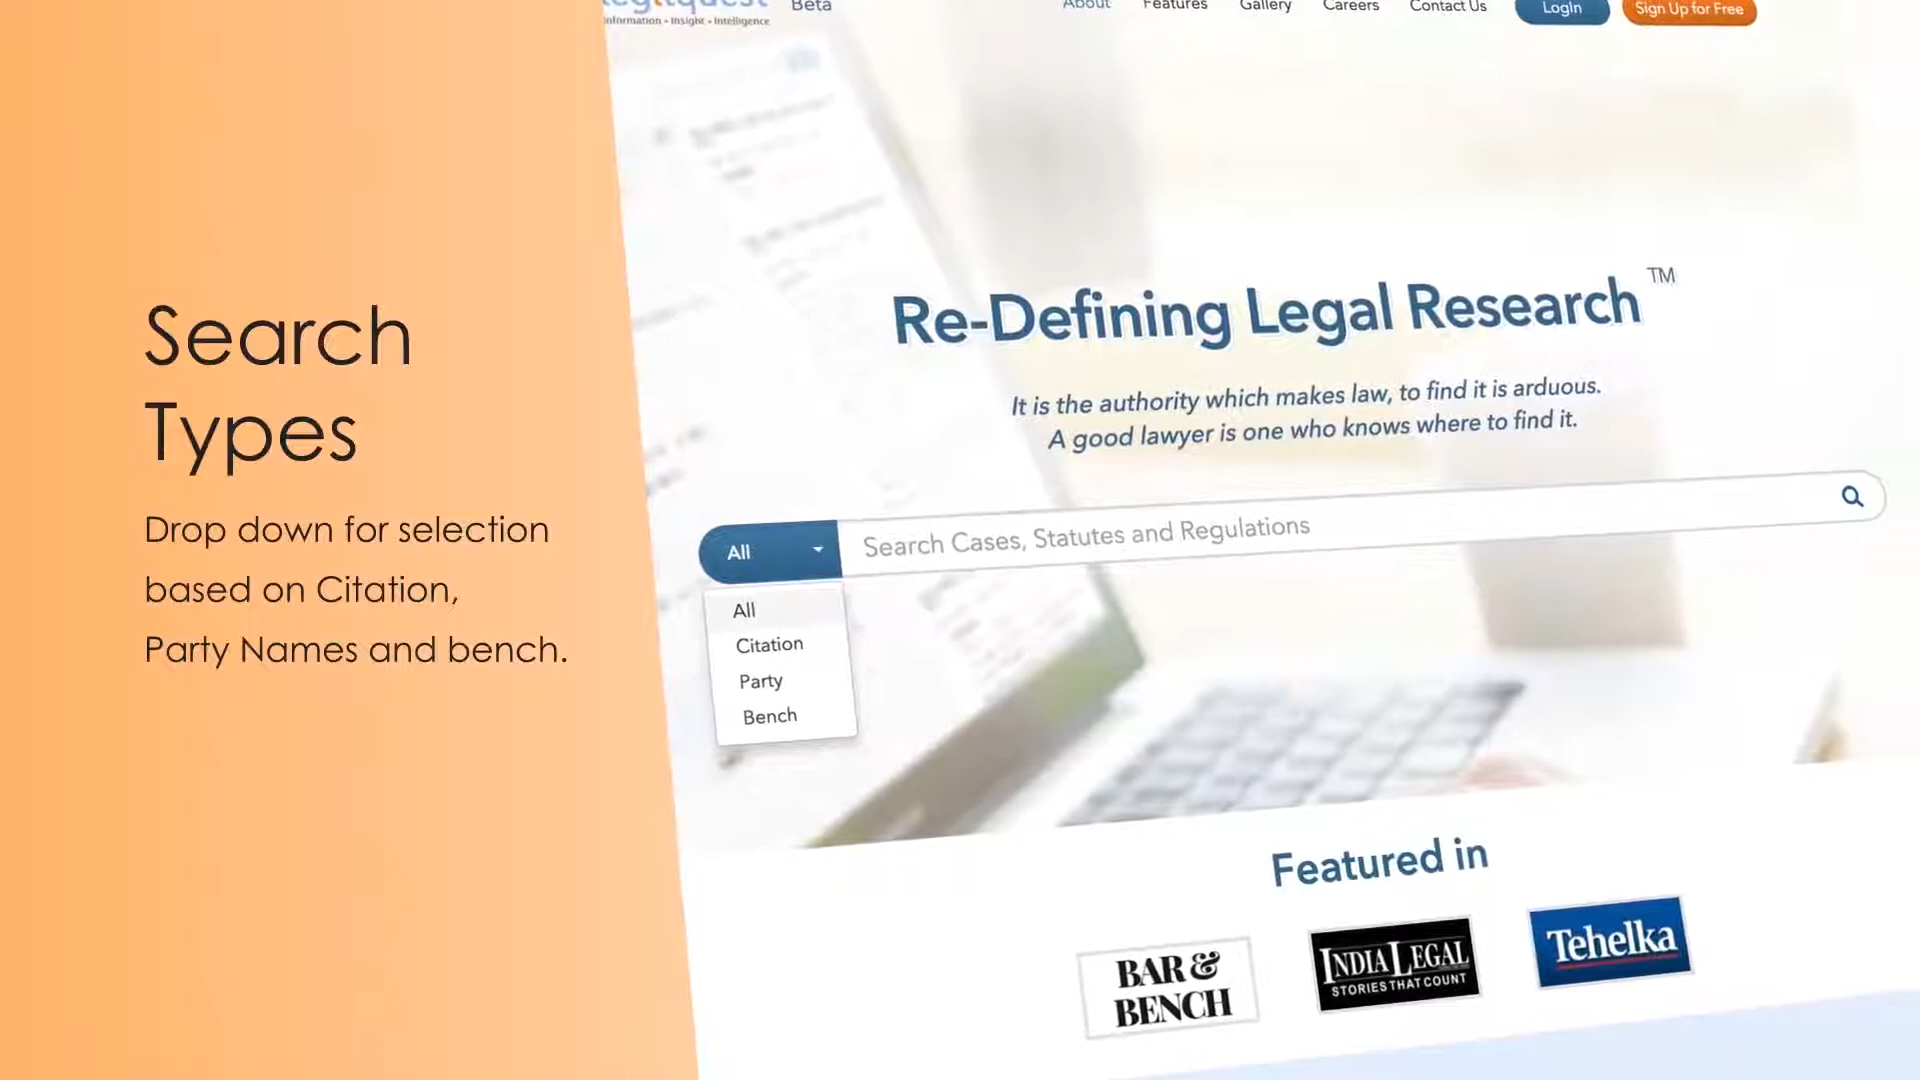 Information • Insight • Intelligence
Beta
About
Features
Gallery
Careers
Contact Us
LogIn
Sign Up for Free
Search
Types
Drop down for selection
based on Citation,
Party Names and bench.
Re-Defining Legal Research ™
It is the authority which makes law, to find it is arduous.
A good lawyer is one who knows where to find it.
All
Search Cases, Statutes and Regulations
All
Citation
Party
Bench
Featured in
BAR &
BENCH
INDIA LEGAL
STORIES THAT COUNT
Tehelka